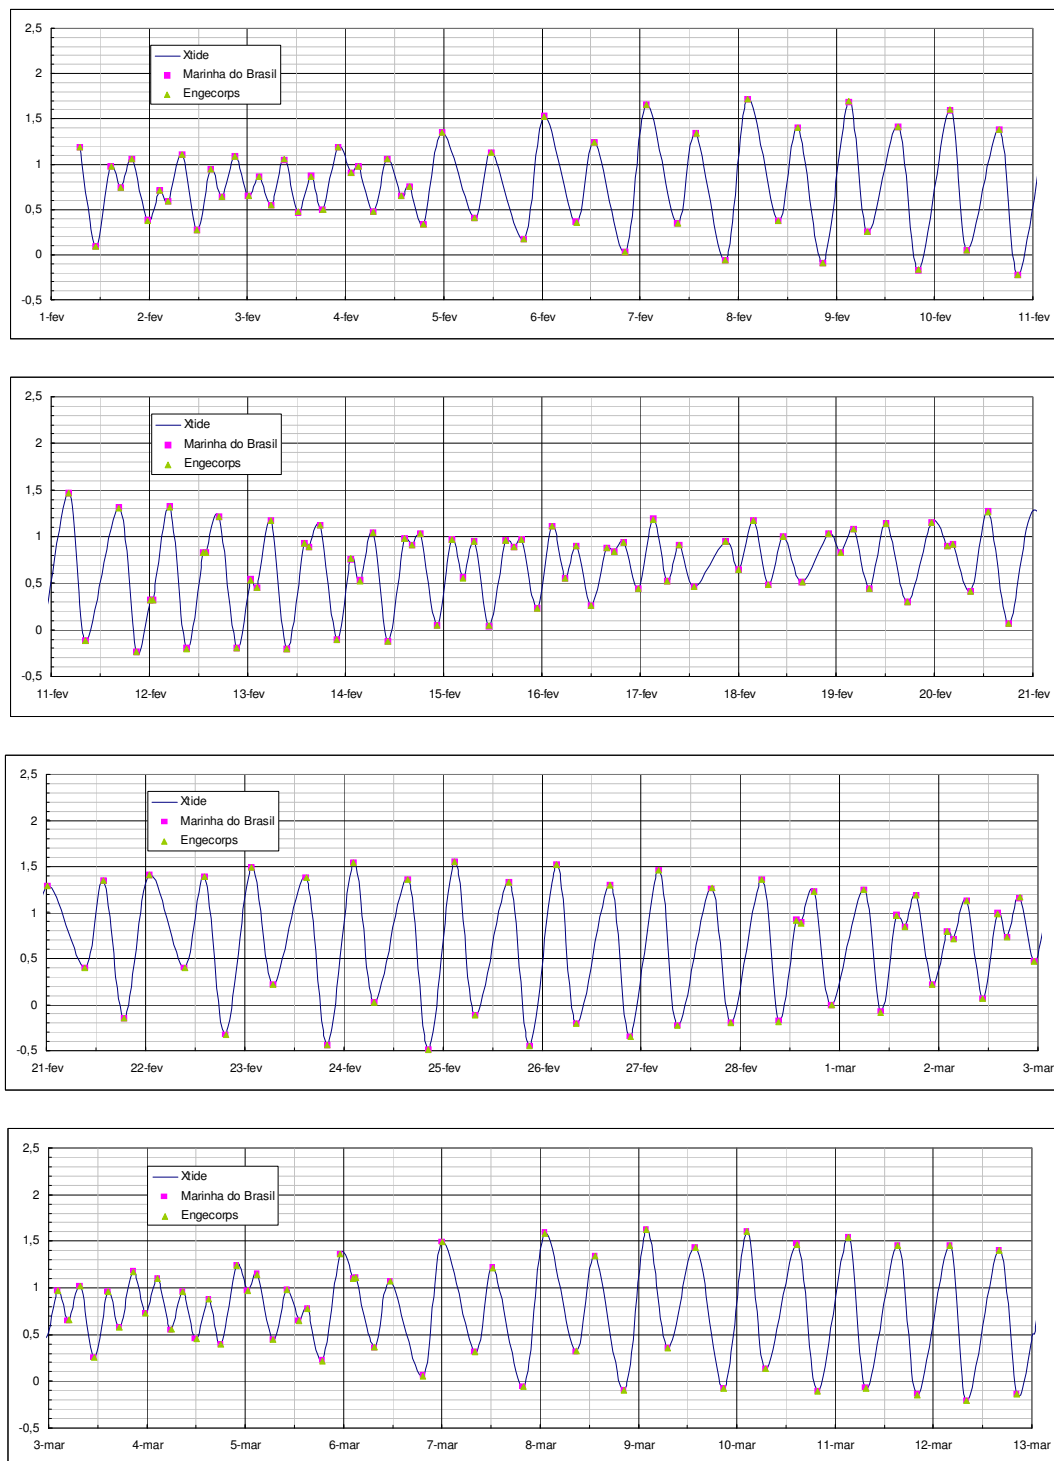 2,5
Xtide
2
Marinha do Brasil
Engecorps
1,5
1
0,5
0
-0,5
1-fev 2-fev 3-fev 4-fev 5-fev 6-fev 7-fev 8-fev 9-fev 10-fev 11-fev
2,5
Xtide
2
Marinha do Brasil
Engecorps
1,5
1
0,5
0
-0,5
11-fev 12-fev 13-fev 14-fev 15-fev 16-fev 17-fev 18-fev 19-fev 20-fev 21-fev
2,5
Xtide
2
Marinha do Brasil
Engecorps
1,5
1
0,5
0
-0,5
21-fev 22-fev 23-fev 24-fev 25-fev 26-fev 27-fev 28-fev 1-mar 2-mar 3-mar
2,5
Xtide
2
Marinha do Brasil
Engecorps
1,5
1
0,5
0
-0,5
3-mar 4-mar 5-mar 6-mar 7-mar 8-mar 9-mar 10-mar 11-mar 12-mar 13-mar